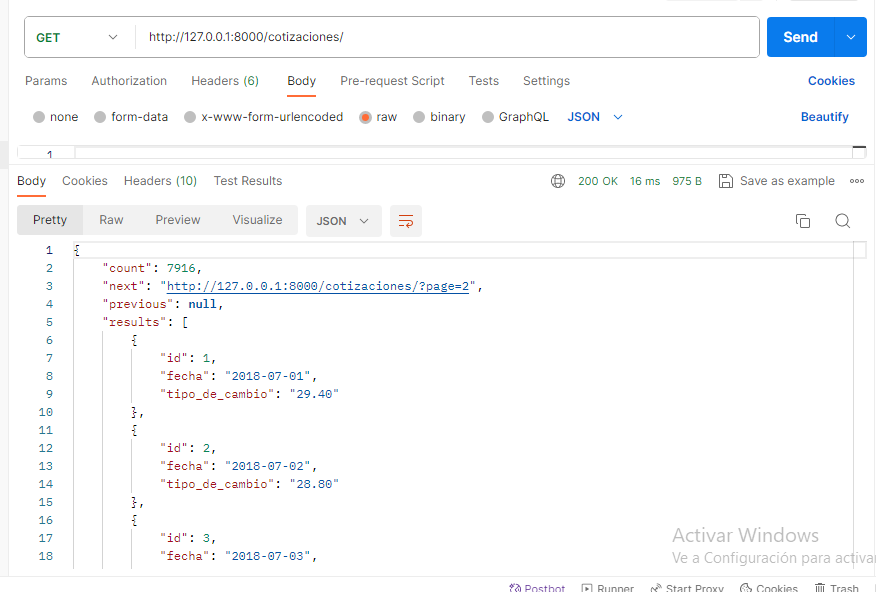 GET http://127.0.0.1:8000/cotizaciones/ Send
Params Authorization Headers (6) Body Pre-request Script Tests Settings Cookies
none form-data x-www-form-urlencoded raw binary GraphQL JSON Beautify
1
Body Cookies Headers (10) Test Results 200 OK 16 ms 975 B Save as example
Pretty Raw Preview Visualize JSON
1 {
2 "count": 7916,
3 "next": "http://127.0.0.1:8000/cotizaciones/?page=2",
4 "previous": null,
5 "results": [
6 {
7 "id": 1,
8 "fecha": "2018-07-01",
9 "tipo_de_cambio": "29.40"
10 },
11 {
12 "id": 2,
13 "fecha": "2018-07-02",
14 "tipo_de_cambio": "28.80"
15 },
16 {
17 "id": 3,
18 "fecha": "2018-07-03",
Activar Windows
Ve a Configuración para activa
Postbot Runner Start Proxy Cookies Trash